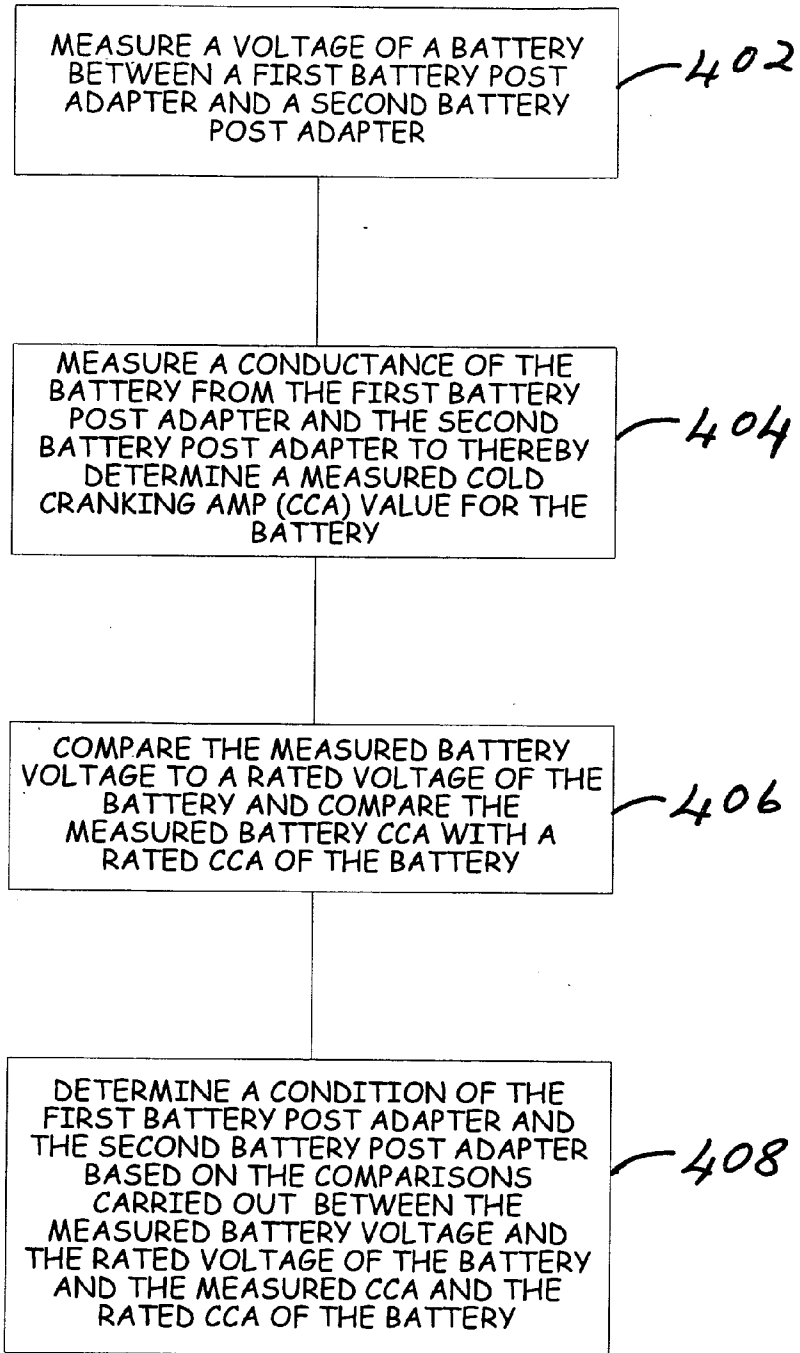 MEASURE A VOLTAGE OF A BATTERY
BETWEEN A FIRST BATTERY POST
ADAPTER AND A SECOND BATTERY
POST ADAPTER
402
MEASURE A CONDUCTANCE OF THE
BATTERY FROM THE FIRST BATTERY
POST ADAPTER AND THE SECOND
BATTERY POST ADAPTER TO THEREBY
DETERMINE A MEASURED COLD
CRANKING AMP (CCA) VALUE FOR THE
BATTERY
404
COMPARE THE MEASURED BATTERY
VOLTAGE TO A RATED VOLTAGE OF THE
BATTERY AND COMPARE THE
MEASURED BATTERY CCA WITH A
RATED CCA OF THE BATTERY
406
DETERMINE A CONDITION OF THE
FIRST BATTERY POST ADAPTER AND
THE SECOND BATTERY POST ADAPTER
BASED ON THE COMPARISONS
CARRIED OUT BETWEEN THE
MEASURED BATTERY VOLTAGE AND
THE RATED VOLTAGE OF THE BATTERY
AND THE MEASURED CCA AND THE
RATED CCA OF THE BATTERY
408